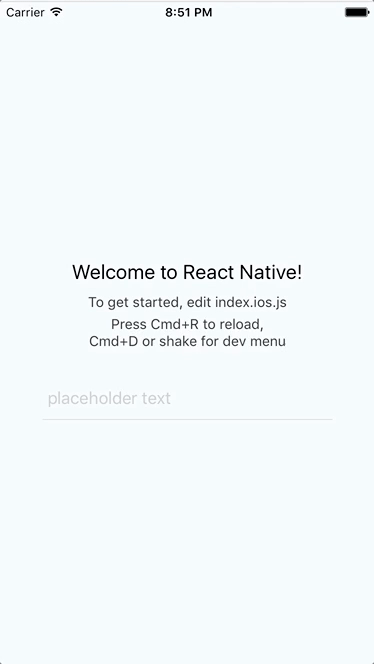 Carrier 8:51 PM
Welcome to React Native!
To get started, edit index.ios.js
Press Cmd+R to reload,
Cmd+D or shake for dev menu
placeholder text